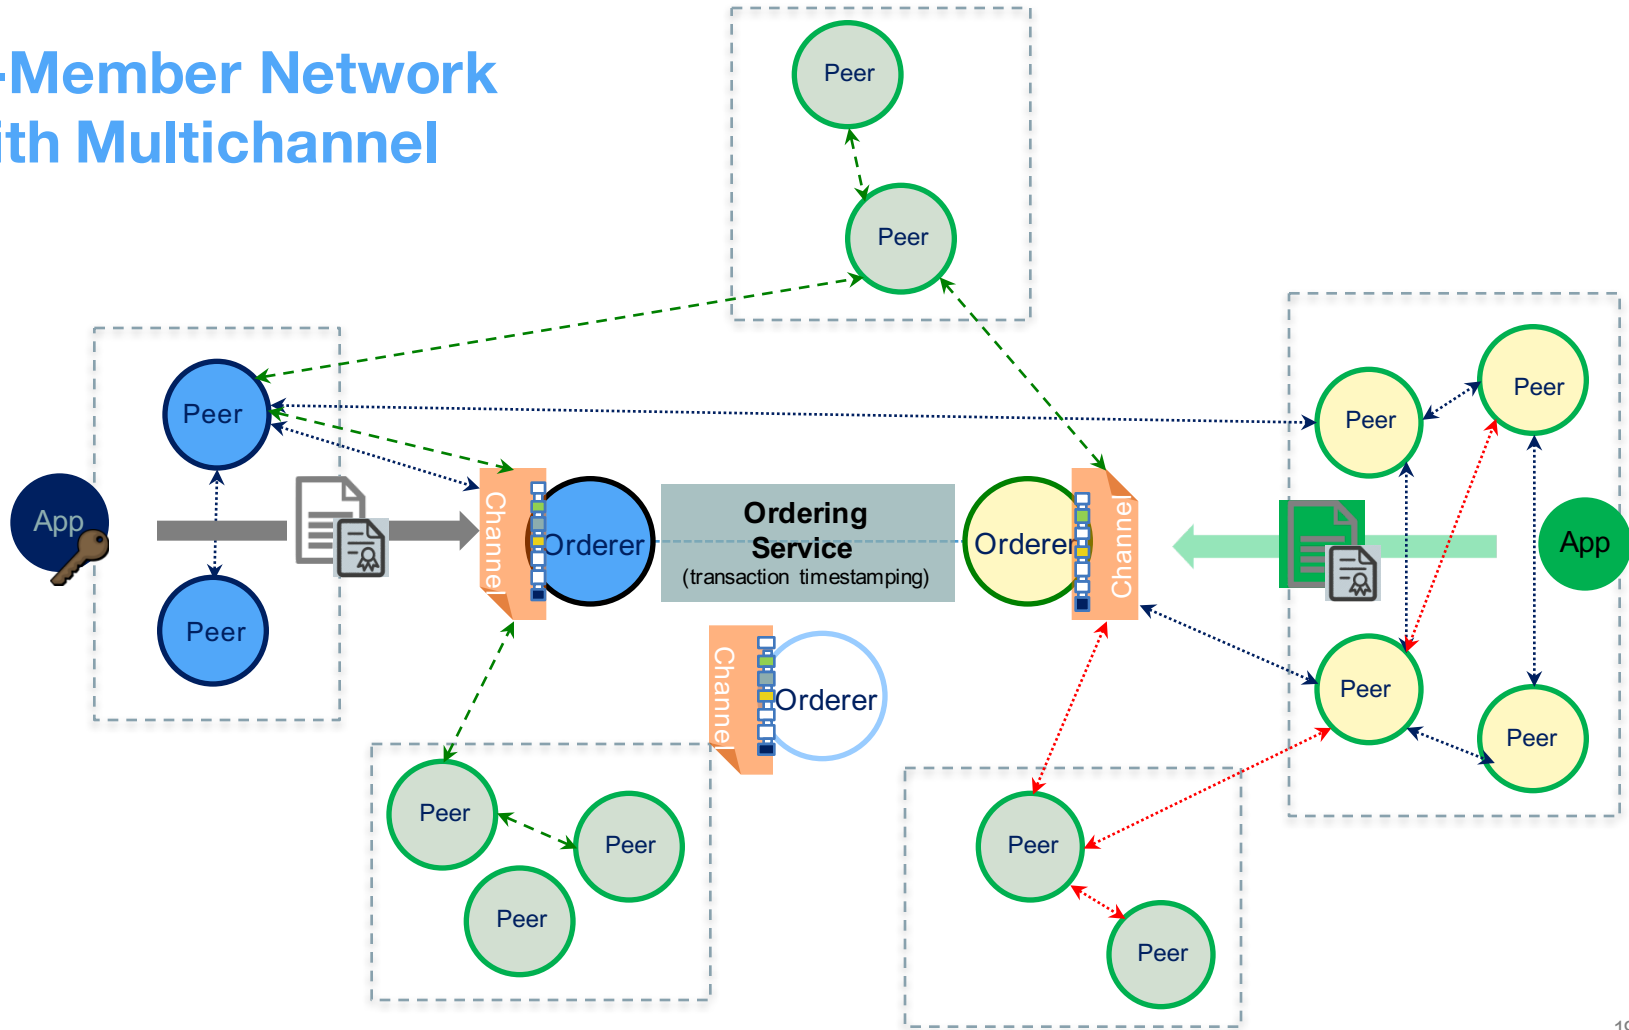 -Member Network
ith Multichannel
Peer
Peer
Peer
Peer
App
Channel
Orderer
Ordering
Service
(transaction timestamping)
Orderer
Channel
Peer
Peer
App
Peer
Peer
Channel
Orderer
Peer
Peer
Peer
Peer
Peer
19